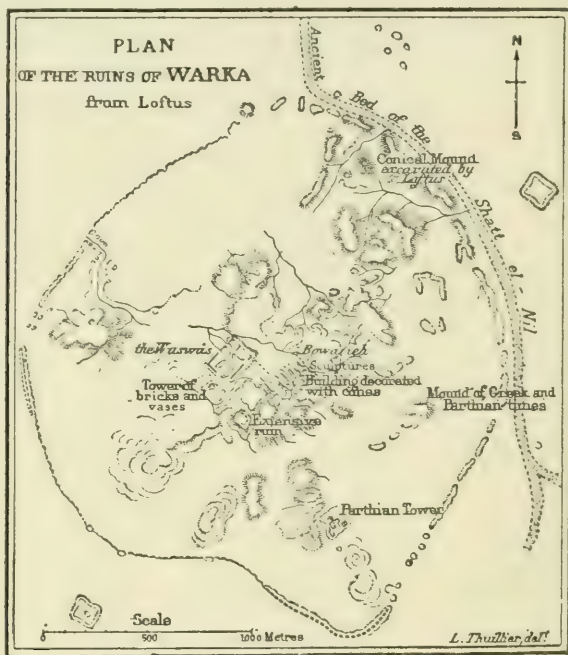 PLAN
OF THE RUINS OF WARKA
from Loftus
N
S
Ancient Bed of the Shatt el-Nil
Conical Mound
excavated by
Loftus
the Waswas
Bowarieh
Sculptures
Tower of
bricks and
vases
Building decorated
with cones
Mound of Greek and
Parthian times
Extensive
ruin
Parthian Tower
Scale
0 500 1000 Metres
L. Thuillier, delt.